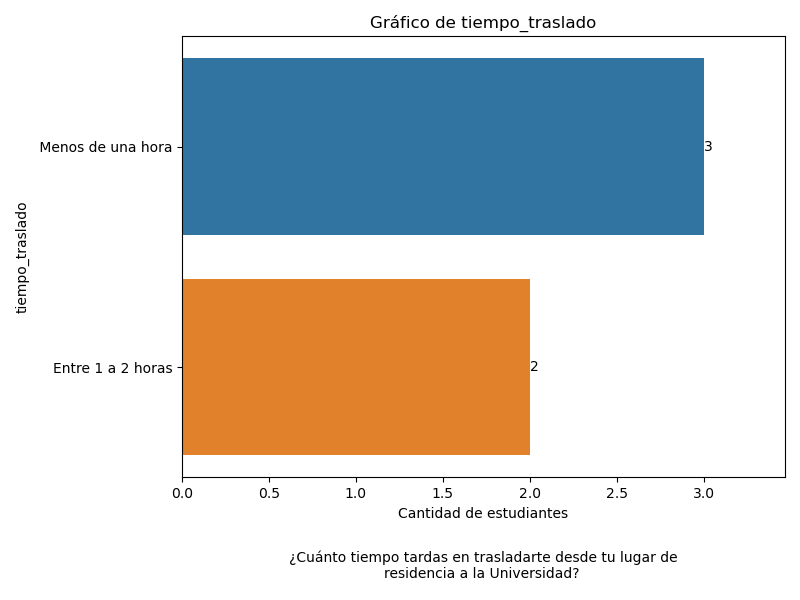 Gráfico de tiempo_traslado
tiempo_traslado
Menos de una hora
3
Entre 1 a 2 horas
2
0.0 0.5 1.0 1.5 2.0 2.5 3.0
Cantidad de estudiantes
¿Cuánto tiempo tardas en trasladarte desde tu lugar de
residencia a la Universidad?